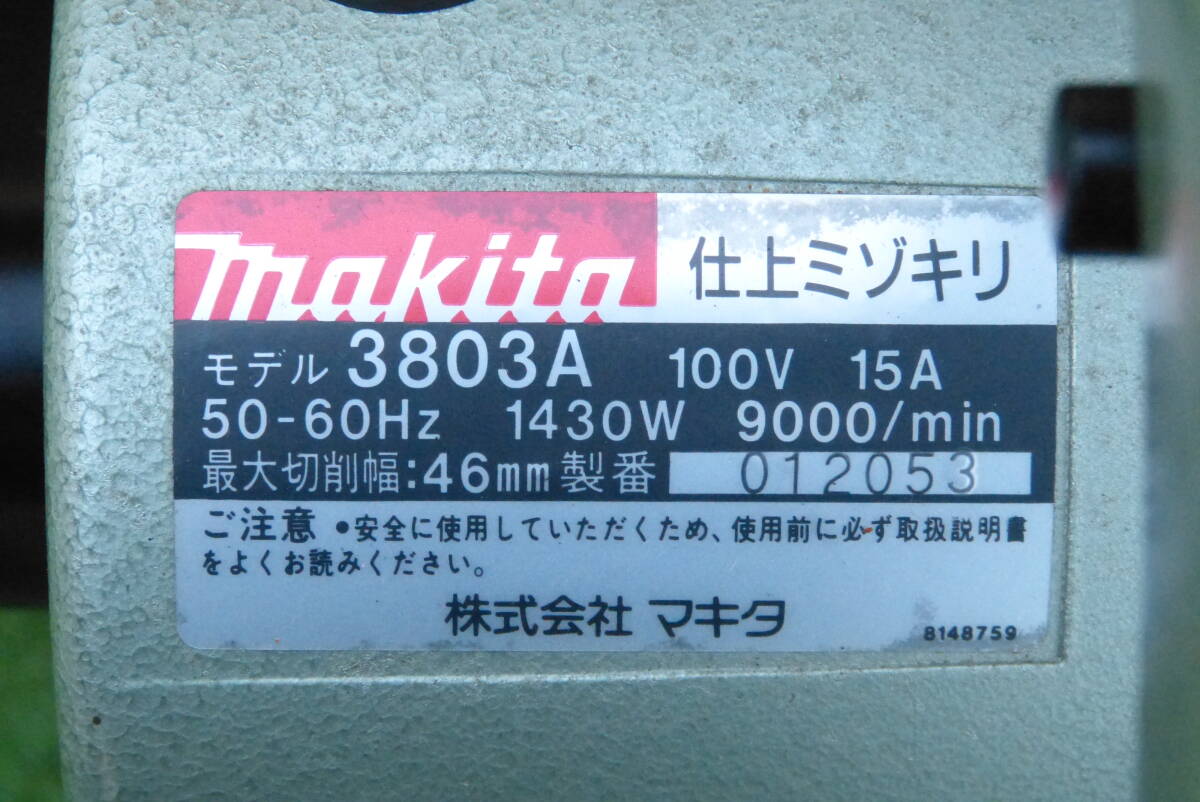 makita 仕上ミゾキリ
モデル 3803A 100V 15A
50-60Hz 1430W 9000/min
最大切削幅:46mm 製番 012053
ご注意 ●安全に使用していただくため、使用前に必ず取扱説明書
をよくお読みください。
株式会社 マキタ 8148759